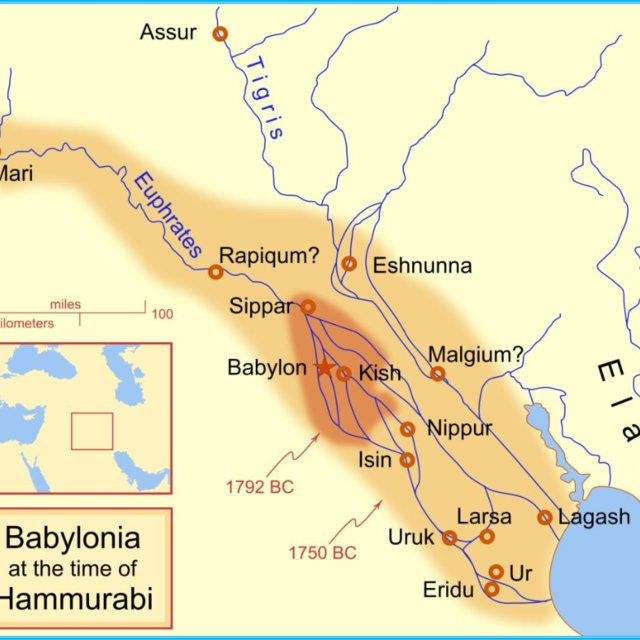 Assur
Tigris
Mari
Euphrates
Rapiqum?
Eshnunna
Sippar
miles
100
ilometers
Babylon
Kish
Malgium?
Ela
Nippur
Isin
1792 BC
1750 BC
Larsa
Lagash
Uruk
Ur
Eridu
Babylonia
at the time of
Hammurabi